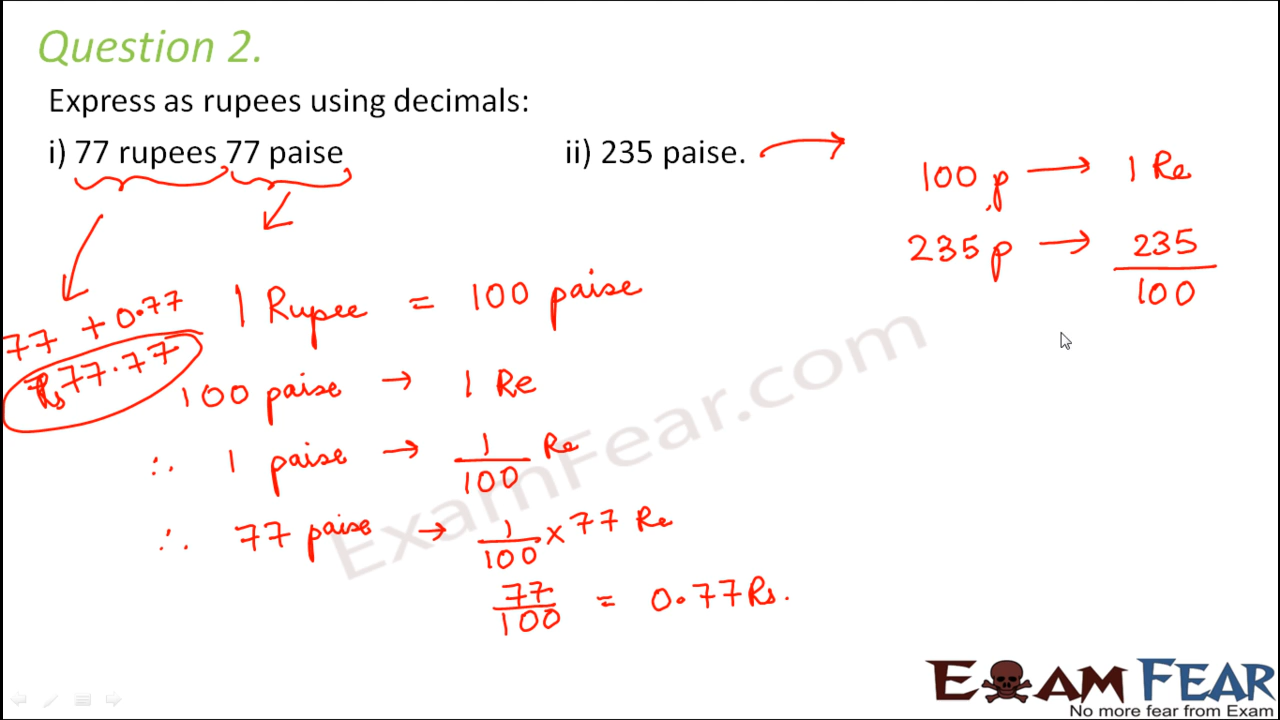 Question 2.
Express as rupees using decimals:
i) 77 rupees 77 paise
ii) 235 paise.
100 p → 1 Re
235 p → 235/100
77 + 0.77
Rs 77.77
1 Rupee = 100 paise
100 paise → 1 Re
∴ 1 paise → 1/100 Re
∴ 77 paise → 1/100 × 77 Re
77/100 = 0.77 Rs.
ExamFear.com
EXAM FEAR
No more fear from Exam